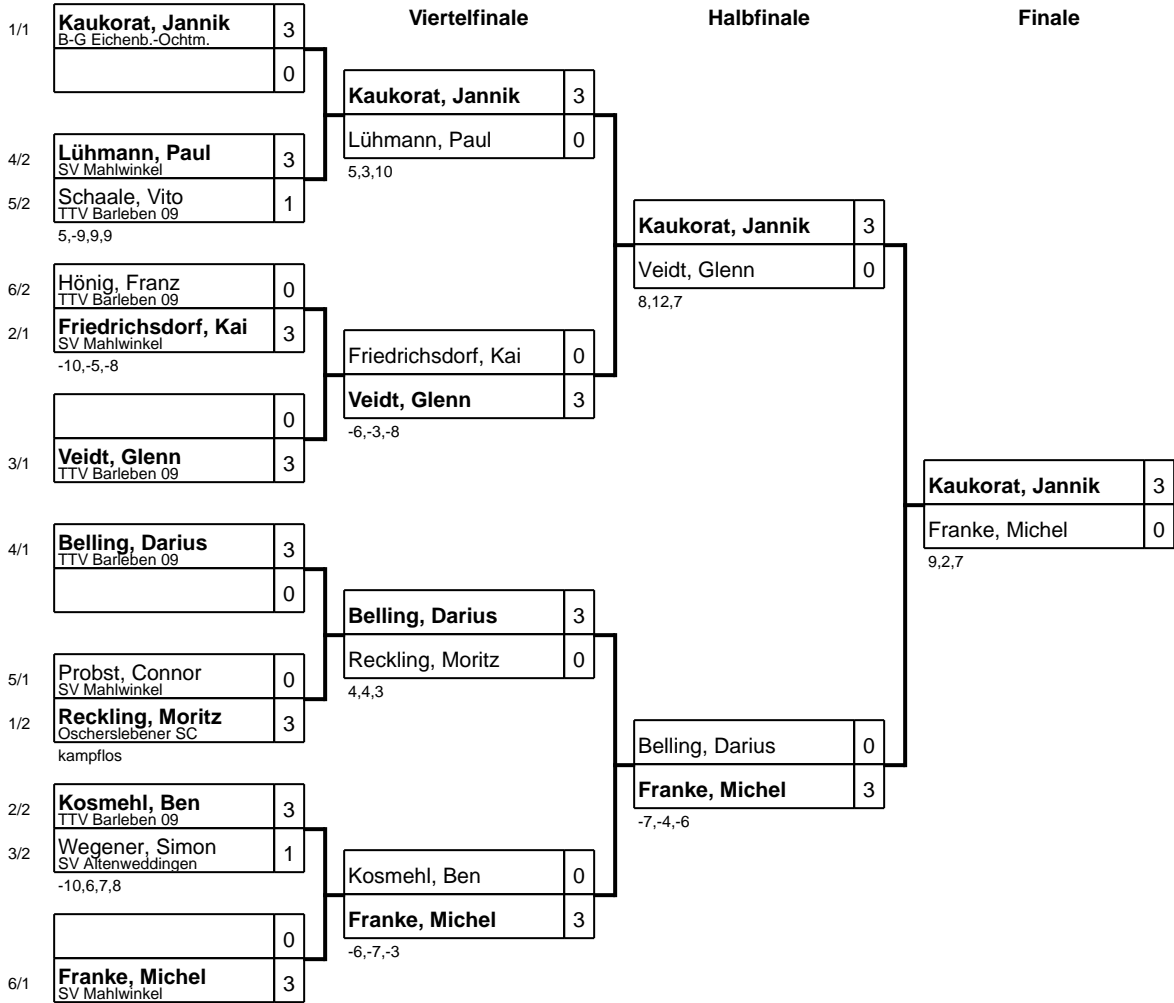 Viertelfinale
Halbfinale
Finale
1/1 Kaukorat, Jannik 3
B-G Eichenb.-Ochtm.
0
4/2 Lühmann, Paul 3
SV Mahlwinkel
5/2 Schaale, Vito 1
TTV Barleben 09
5,-9,9,9
6/2 Hönig, Franz 0
TTV Barleben 09
2/1 Friedrichsdorf, Kai 3
SV Mahlwinkel
-10,-5,-8
0
3/1 Veidt, Glenn 3
TTV Barleben 09
4/1 Belling, Darius 3
TTV Barleben 09
0
5/1 Probst, Connor 0
SV Mahlwinkel
1/2 Reckling, Moritz 3
Oscherslebener SC
kampflos
2/2 Kosmehl, Ben 3
TTV Barleben 09
3/2 Wegener, Simon 1
SV Altenweddingen
-10,6,7,8
0
6/1 Franke, Michel 3
SV Mahlwinkel
Kaukorat, Jannik 3
Lühmann, Paul 0
5,3,10
Friedrichsdorf, Kai 0
Veidt, Glenn 3
-6,-3,-8
Belling, Darius 3
Reckling, Moritz 0
4,4,3
Kosmehl, Ben 0
Franke, Michel 3
-6,-7,-3
Kaukorat, Jannik 3
Veidt, Glenn 0
8,12,7
Belling, Darius 0
Franke, Michel 3
-7,-4,-6
Kaukorat, Jannik 3
Franke, Michel 0
9,2,7